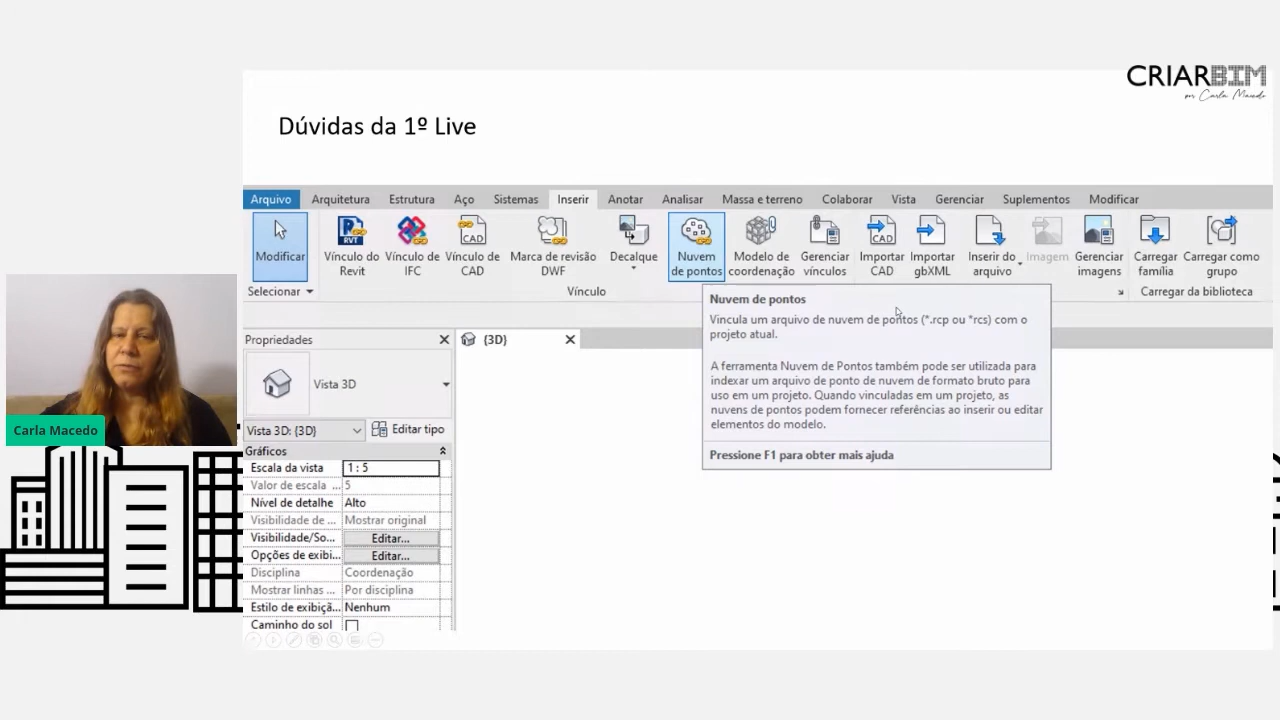 CRIARBIM
por Carla Macedo
Dúvidas da 1º Live
Arquivo Arquitetura Estrutura Aço Sistemas Inserir Anotar Analisar Massa e terreno Colaborar Vista Gerenciar Suplementos Modificar
RVT CAD CAD
Modificar Vínculo do Revit Vínculo de IFC Vínculo de CAD Marca de revisão DWF Decalque Nuvem de pontos Modelo de coordenação Gerenciar vínculos Importar CAD Importar gbXML Inserir do arquivo Imagem Gerenciar imagens Carregar família Carregar como grupo
Selecionar Vínculo Carregar da biblioteca
Nuvem de pontos
Vincula um arquivo de nuvem de pontos (*.rcp ou *rcs) com o
projeto atual.
A ferramenta Nuvem de Pontos também pode ser utilizada para
indexar um arquivo de ponto de nuvem de formato bruto para
uso em um projeto. Quando vinculadas em um projeto, as
nuvens de pontos podem fornecer referências ao inserir ou editar
elementos do modelo.
Pressione F1 para obter mais ajuda
Propriedades
{3D}
Vista 3D
Vista 3D: {3D} Editar tipo
Gráficos
Escala da vista 1 : 5
Valor de escala ... 5
Nível de detalhe Alto
Visibilidade de ... Mostrar original
Visibilidade/So... Editar...
Opções de exibi... Editar...
Disciplina Coordenação
Mostrar linhas ... Por disciplina
Estilo de exibiçã... Nenhum
Caminho do sol
Carla Macedo